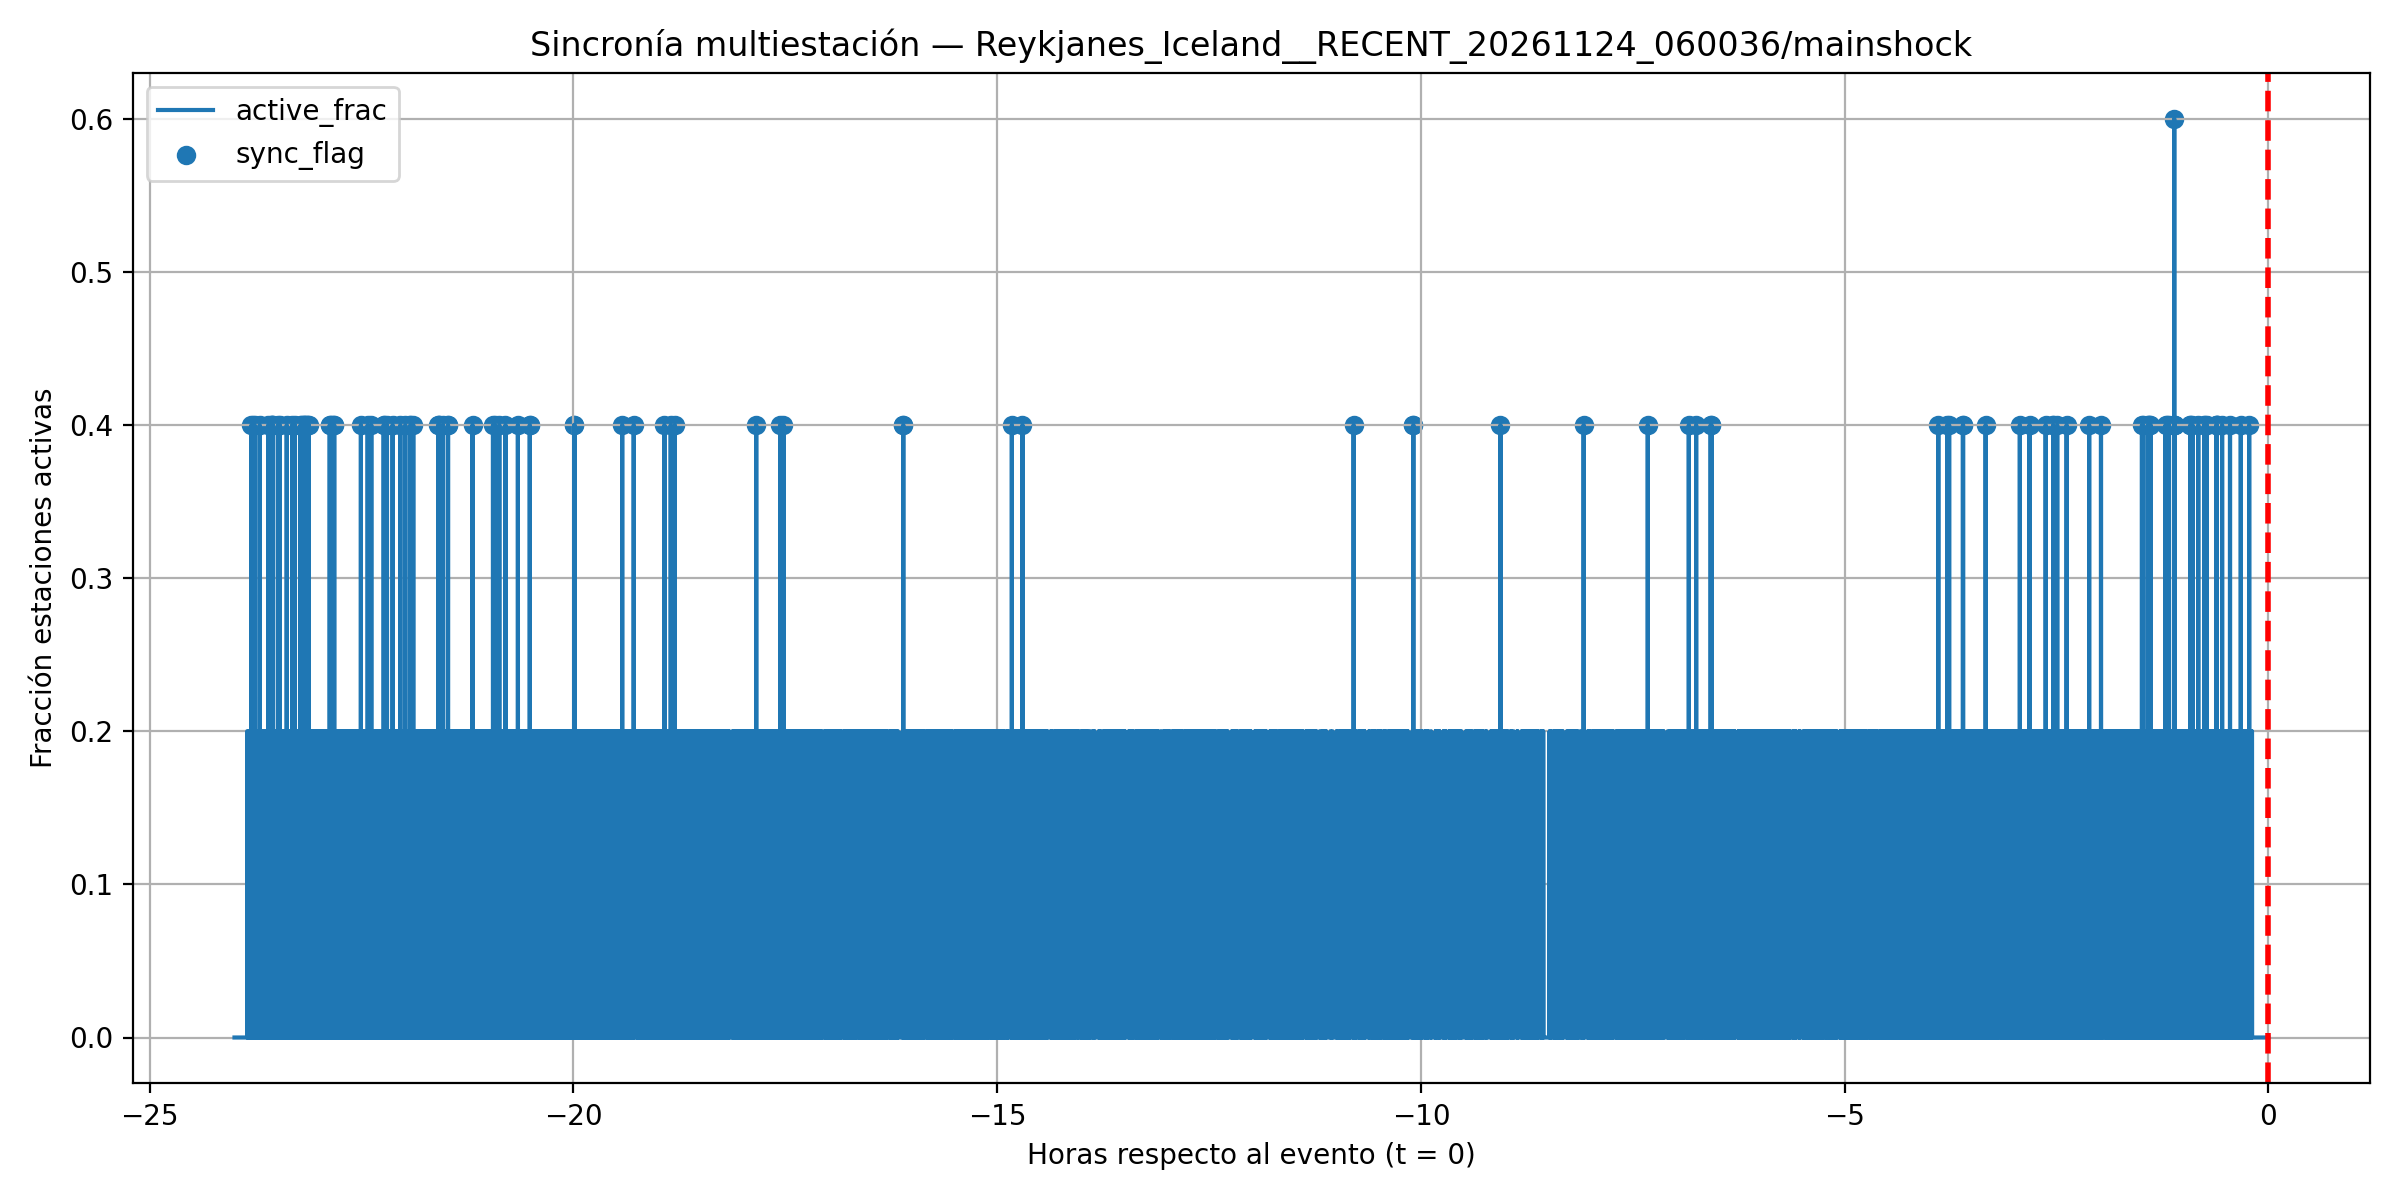 Sincronía multiestación — Reykjanes_Iceland__RECENT_20261124_060036/mainshock
active_frac
sync_flag
Fracción estaciones activas
0.6
0.5
0.4
0.3
0.2
0.1
0.0
−25
−20
−15
−10
−5
0
Horas respecto al evento (t = 0)